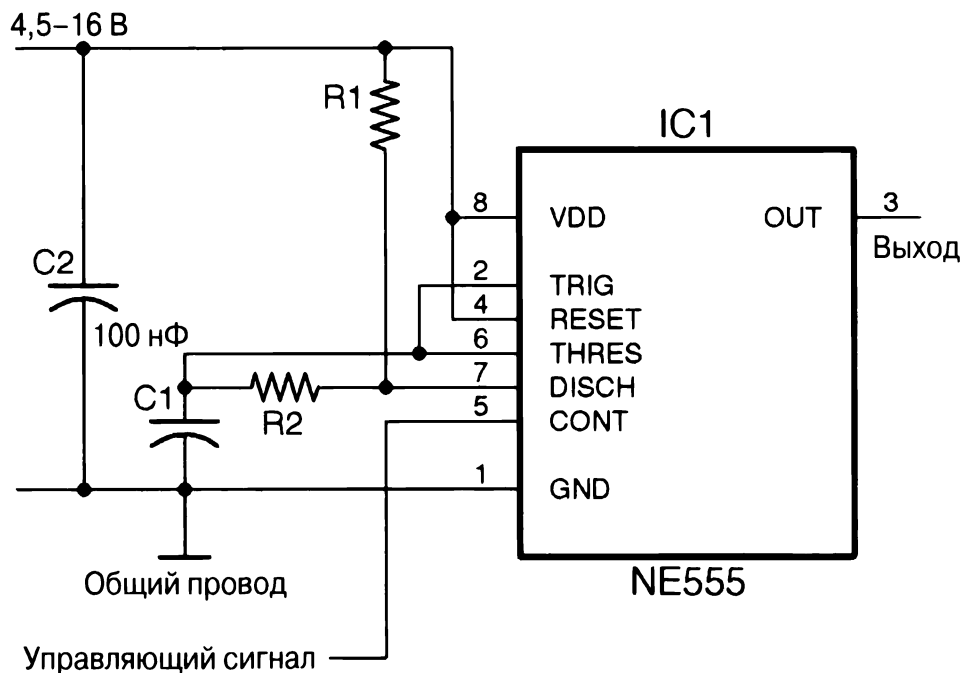 4,5–16 В
R1
IC1
8
VDD
OUT
3
Выход
C2
2
TRIG
4
RESET
100 нФ
6
THRES
7
DISCH
C1
R2
5
CONT
1
GND
Общий провод
NE555
Управляющий сигнал